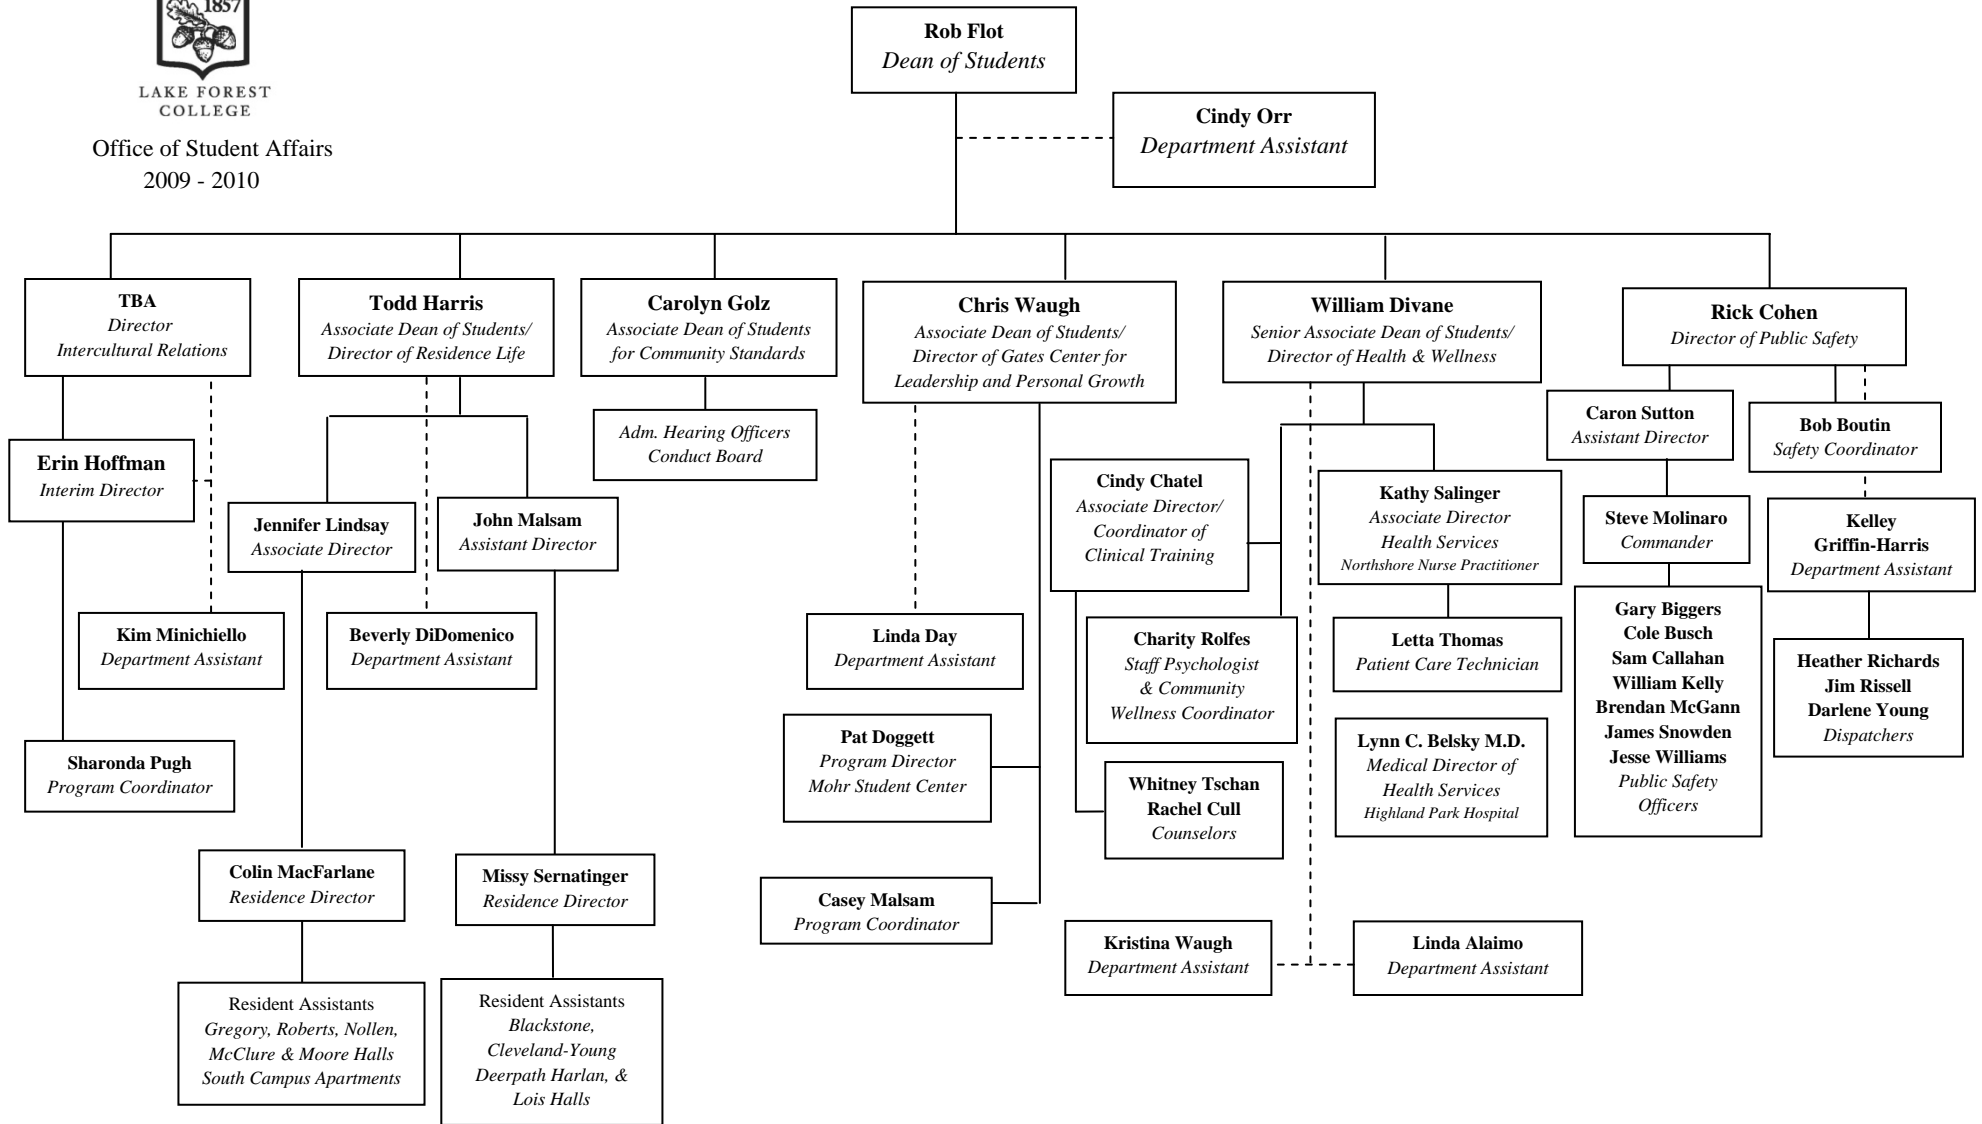 1857
LAKE FOREST
COLLEGE
Office of Student Affairs
2009 - 2010
Rob Flot
Dean of Students
Cindy Orr
Department Assistant
TBA
Director
Intercultural Relations
Todd Harris
Associate Dean of Students/
Director of Residence Life
Carolyn Golz
Associate Dean of Students
for Community Standards
Chris Waugh
Associate Dean of Students/
Director of Gates Center for
Leadership and Personal Growth
William Divane
Senior Associate Dean of Students/
Director of Health & Wellness
Rick Cohen
Director of Public Safety
Erin Hoffman
Interim Director
Kim Minichiello
Department Assistant
Sharonda Pugh
Program Coordinator
Jennifer Lindsay
Associate Director
John Malsam
Assistant Director
Beverly DiDomenico
Department Assistant
Colin MacFarlane
Residence Director
Missy Sernatinger
Residence Director
Resident Assistants
Gregory, Roberts, Nollen,
McClure & Moore Halls
South Campus Apartments
Resident Assistants
Blackstone,
Cleveland-Young
Deerpath Harlan, &
Lois Halls
Adm. Hearing Officers
Conduct Board
Linda Day
Department Assistant
Pat Doggett
Program Director
Mohr Student Center
Casey Malsam
Program Coordinator
Cindy Chatel
Associate Director/
Coordinator of
Clinical Training
Kathy Salinger
Associate Director
Health Services
Northshore Nurse Practitioner
Charity Rolfes
Staff Psychologist
& Community
Wellness Coordinator
Letta Thomas
Patient Care Technician
Whitney Tschan
Rachel Cull
Counselors
Lynn C. Belsky M.D.
Medical Director of
Health Services
Highland Park Hospital
Kristina Waugh
Department Assistant
Linda Alaimo
Department Assistant
Caron Sutton
Assistant Director
Bob Boutin
Safety Coordinator
Steve Molinaro
Commander
Kelley
Griffin-Harris
Department Assistant
Gary Biggers
Cole Busch
Sam Callahan
William Kelly
Brendan McGann
James Snowden
Jesse Williams
Public Safety
Officers
Heather Richards
Jim Rissell
Darlene Young
Dispatchers